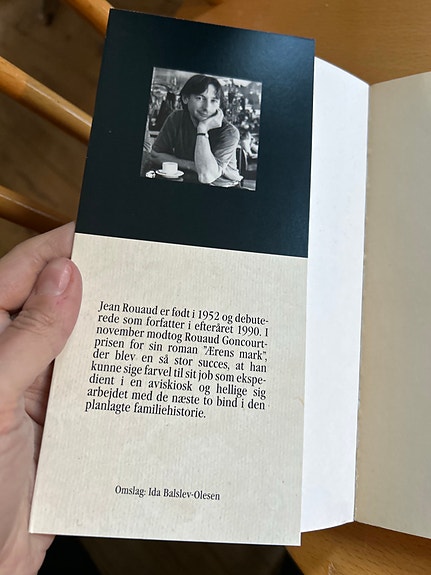 Jean Rouaud er født i 1952 og debute-
rede som forfatter i efteråret 1990. I
november modtog Rouaud Goncourt-
prisen for sin roman "Ærens mark",
der blev en så stor succes, at han
kunne sige farvel til sit job som ekspe-
dient i en aviskiosk og hellige sig
arbejdet med de næste to bind i den
planlagte familiehistorie.
Omslag: Ida Balslev-Olesen